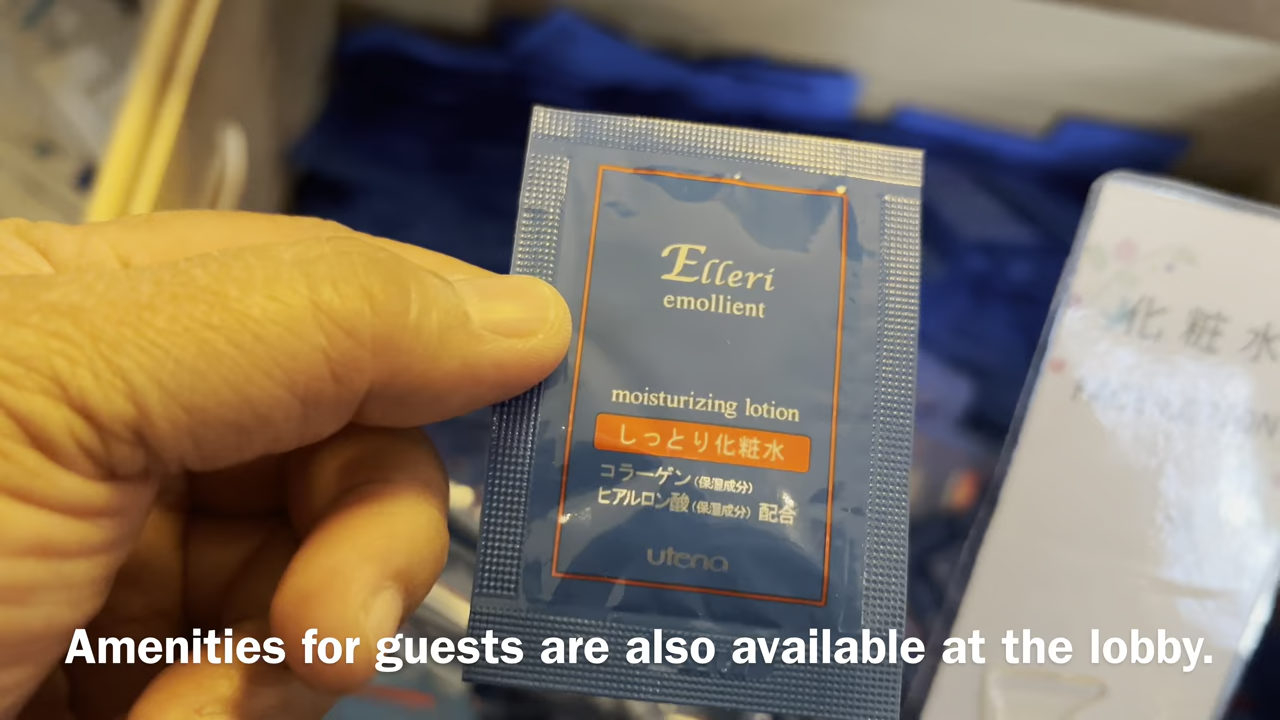 Elleri
emollient
moisturizing lotion
しっとり化粧水
コラーゲン(保湿成分)
ヒアルロン酸(保湿成分) 配合
utena
化粧水
Amenities for guests are also available at the lobby.